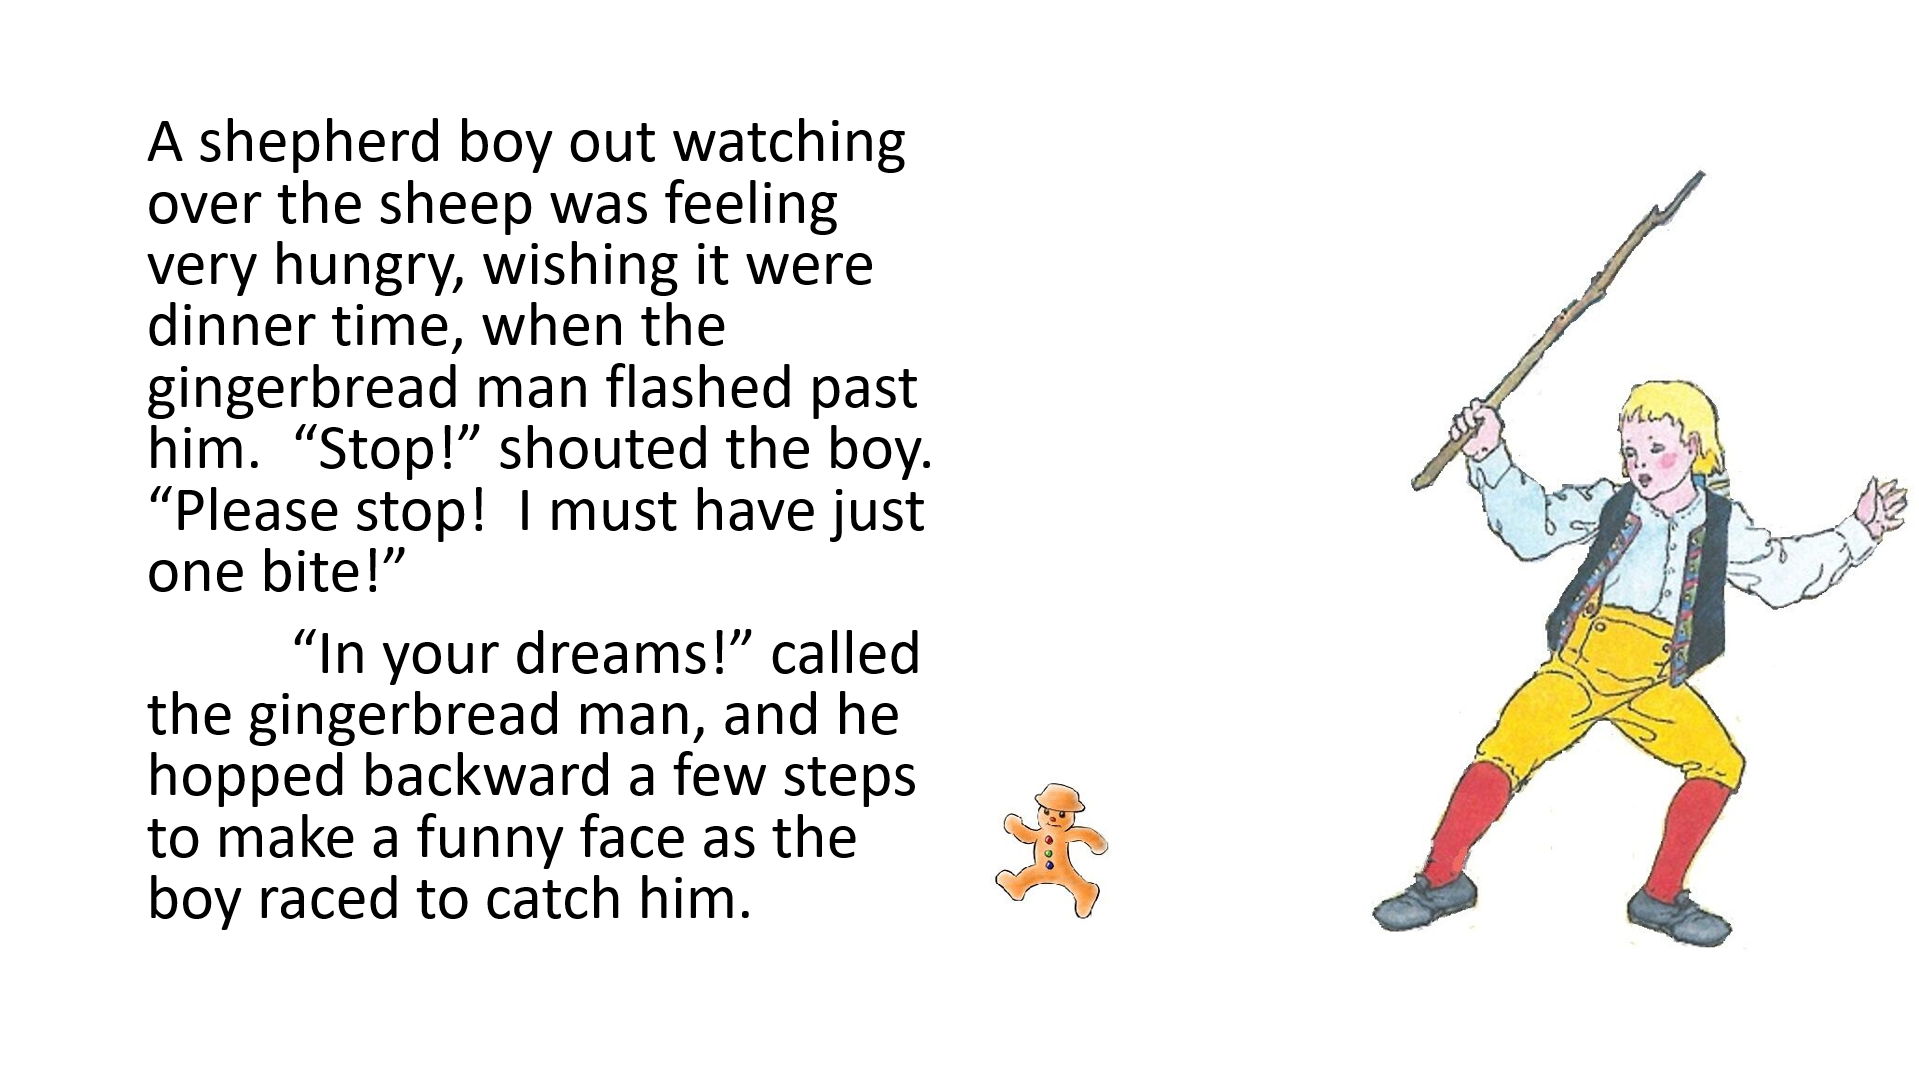 A shepherd boy out watching
over the sheep was feeling
very hungry, wishing it were
dinner time, when the
gingerbread man flashed past
him.  “Stop!” shouted the boy.
“Please stop!  I must have just
one bite!”
“In your dreams!” called
the gingerbread man, and he
hopped backward a few steps
to make a funny face as the
boy raced to catch him.